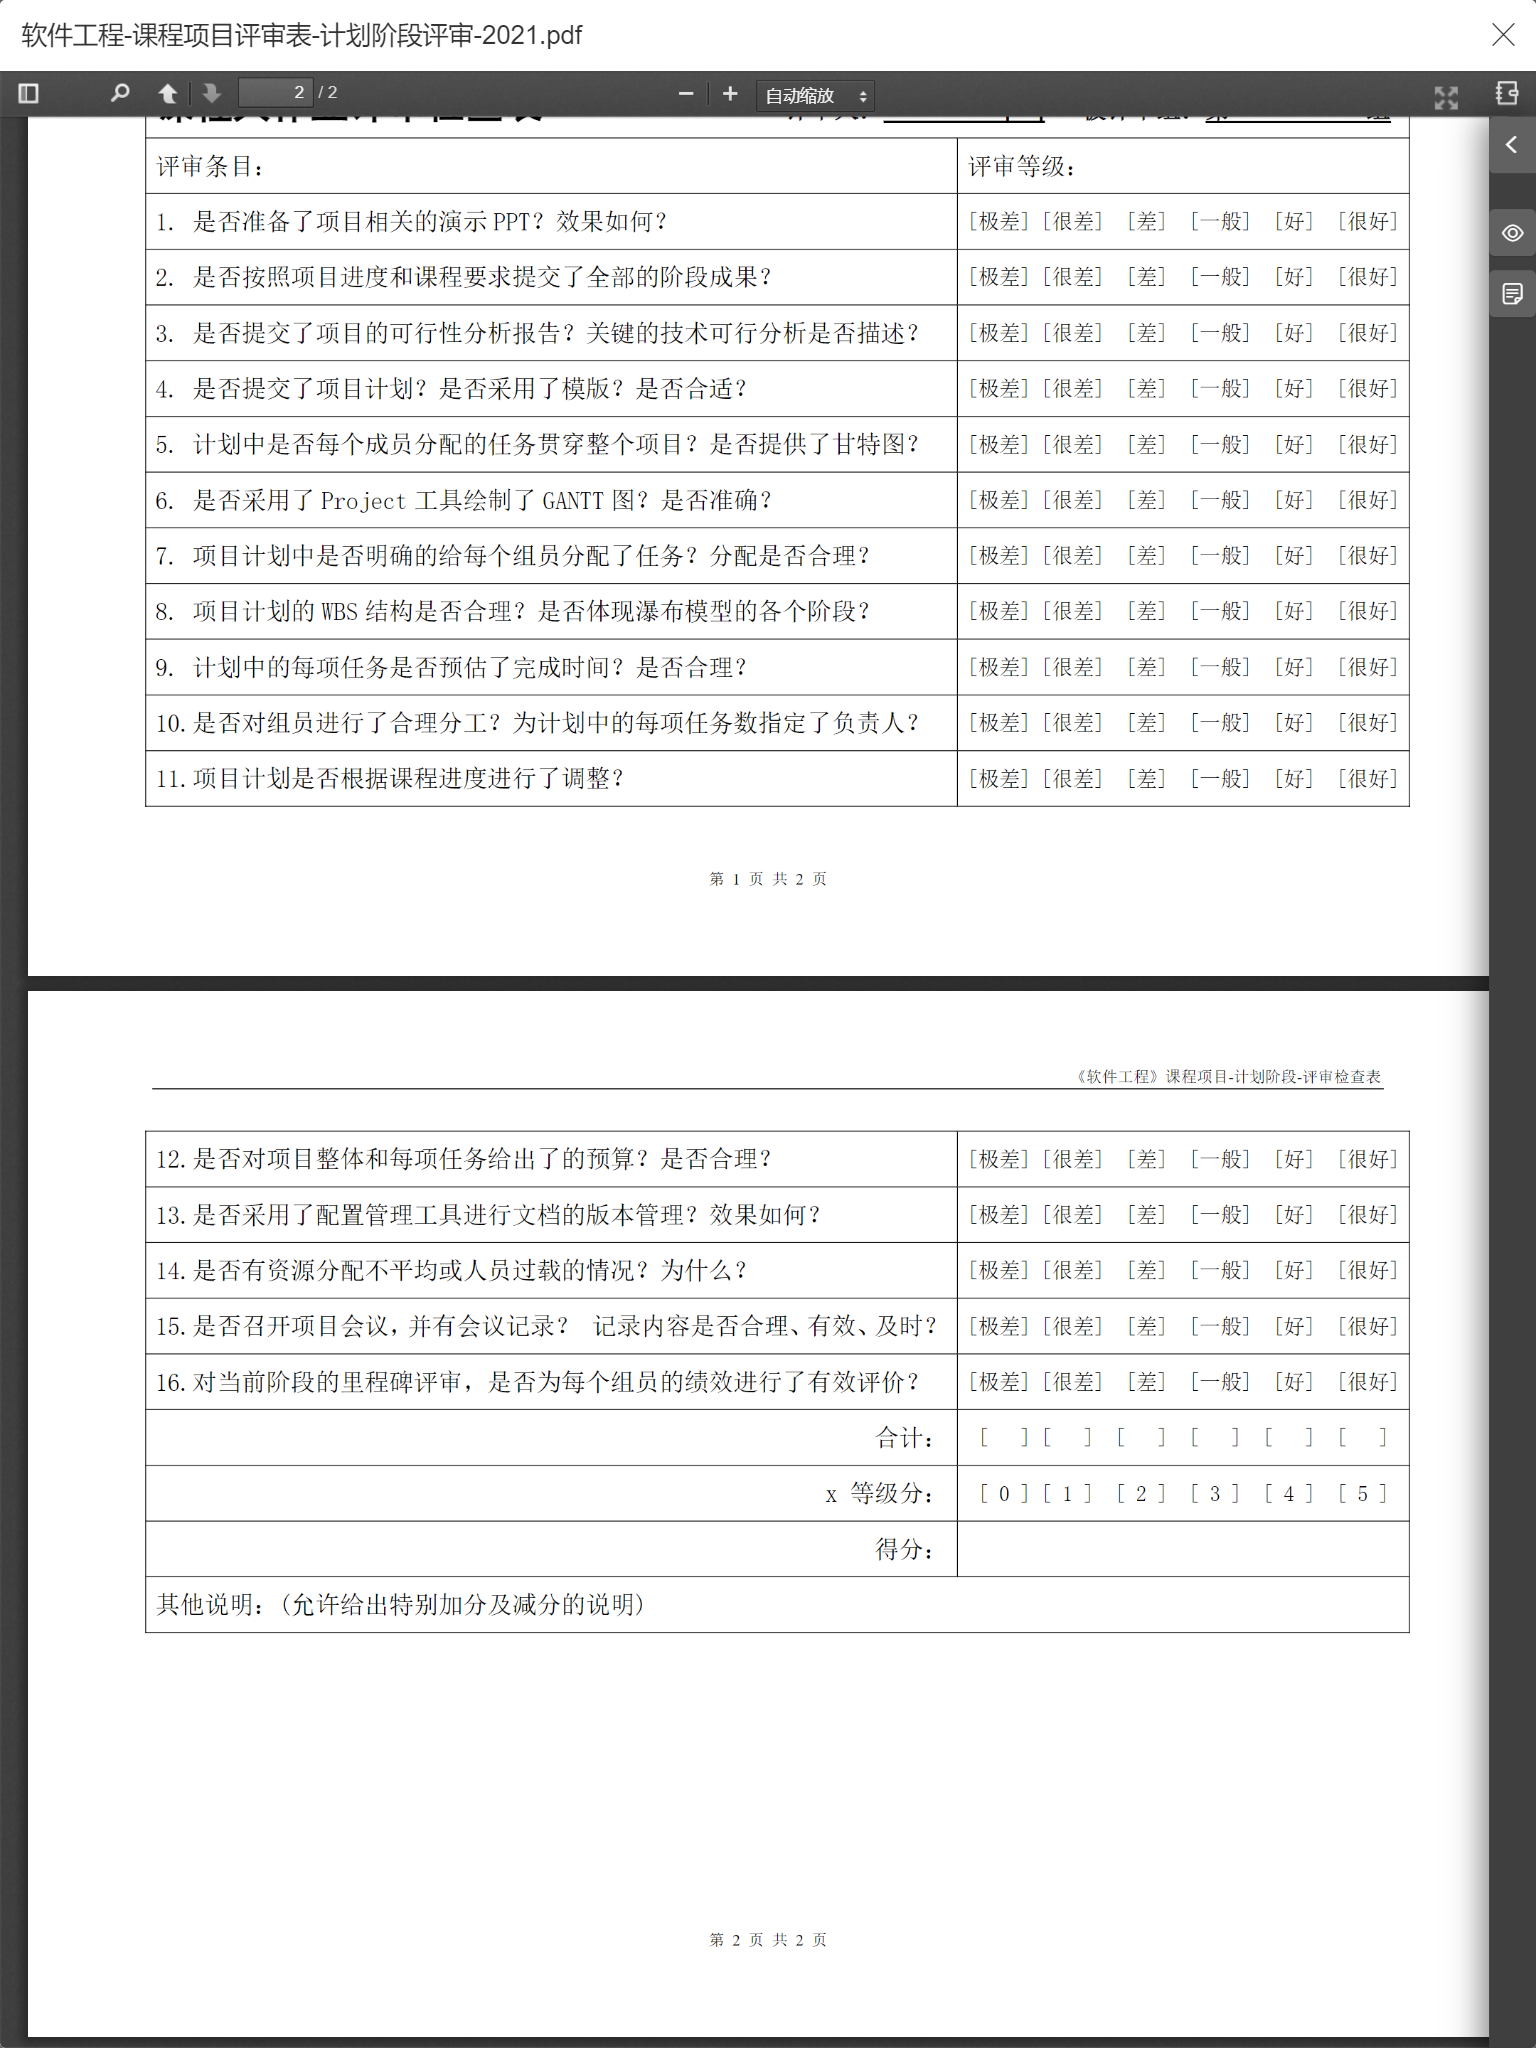 软件工程-课程项目评审表-计划阶段评审-2021.pdf
2 / 2
自动缩放
评审条目： 评审等级：
1. 是否准备了项目相关的演示 PPT？效果如何？ [极差] [很差] [差] [一般] [好] [很好]
2. 是否按照项目进度和课程要求提交了全部的阶段成果？ [极差] [很差] [差] [一般] [好] [很好]
3. 是否提交了项目的可行性分析报告？关键的技术可行分析是否描述？ [极差] [很差] [差] [一般] [好] [很好]
4. 是否提交了项目计划？是否采用了模版？是否合适？ [极差] [很差] [差] [一般] [好] [很好]
5. 计划中是否每个成员分配的任务贯穿整个项目？是否提供了甘特图？ [极差] [很差] [差] [一般] [好] [很好]
6. 是否采用了 Project 工具绘制了 GANTT 图？是否准确？ [极差] [很差] [差] [一般] [好] [很好]
7. 项目计划中是否明确的给每个组员分配了任务？分配是否合理？ [极差] [很差] [差] [一般] [好] [很好]
8. 项目计划的 WBS 结构是否合理？是否体现瀑布模型的各个阶段？ [极差] [很差] [差] [一般] [好] [很好]
9. 计划中的每项任务是否预估了完成时间？是否合理？ [极差] [很差] [差] [一般] [好] [很好]
10. 是否对组员进行了合理分工？为计划中的每项任务数指定了负责人？ [极差] [很差] [差] [一般] [好] [很好]
11. 项目计划是否根据课程进度进行了调整？ [极差] [很差] [差] [一般] [好] [很好]
第 1 页 共 2 页
《软件工程》课程项目-计划阶段-评审检查表
12. 是否对项目整体和每项任务给出了的预算？是否合理？ [极差] [很差] [差] [一般] [好] [很好]
13. 是否采用了配置管理工具进行文档的版本管理？效果如何？ [极差] [很差] [差] [一般] [好] [很好]
14. 是否有资源分配不平均或人员过载的情况？为什么？ [极差] [很差] [差] [一般] [好] [很好]
15. 是否召开项目会议，并有会议记录？ 记录内容是否合理、有效、及时？ [极差] [很差] [差] [一般] [好] [很好]
16. 对当前阶段的里程碑评审，是否为每个组员的绩效进行了有效评价？ [极差] [很差] [差] [一般] [好] [很好]
合计： [ ] [ ] [ ] [ ] [ ] [ ]
x 等级分： [ 0 ] [ 1 ] [ 2 ] [ 3 ] [ 4 ] [ 5 ]
得分：
其他说明：（允许给出特别加分及减分的说明）
第 2 页 共 2 页